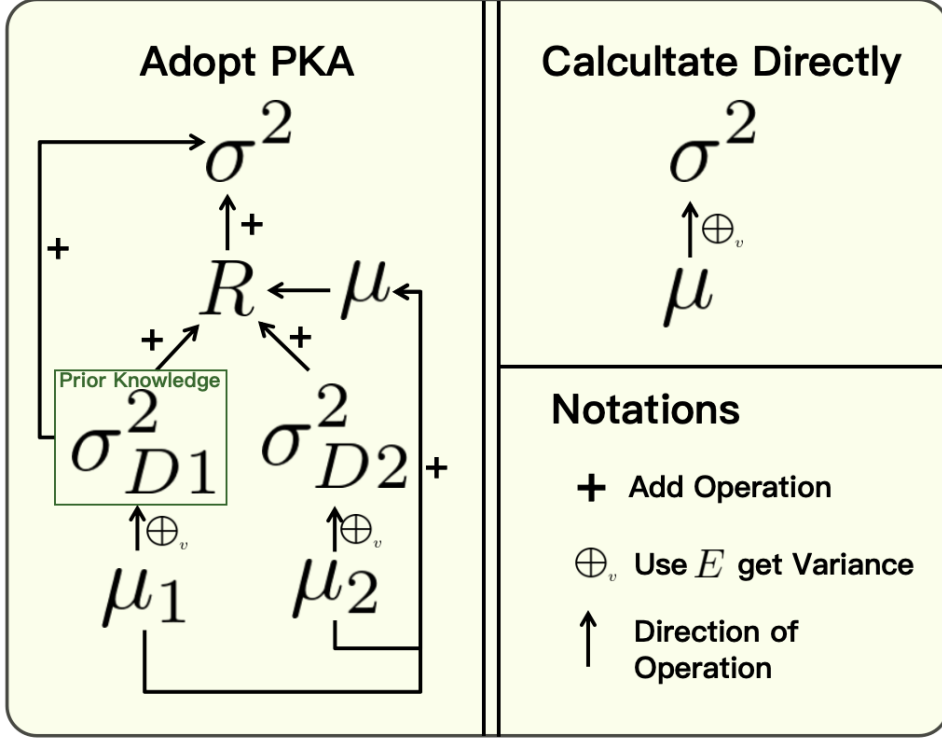 Adopt PKA
σ²
+
+
R
μ
+
+
Prior Knowledge
σ²D1
σ²D2
+
⊕v
⊕v
μ1
μ2
Calcultate Directly
σ²
⊕v
μ
Notations
+ Add Operation
⊕v Use E get Variance
Direction of
Operation